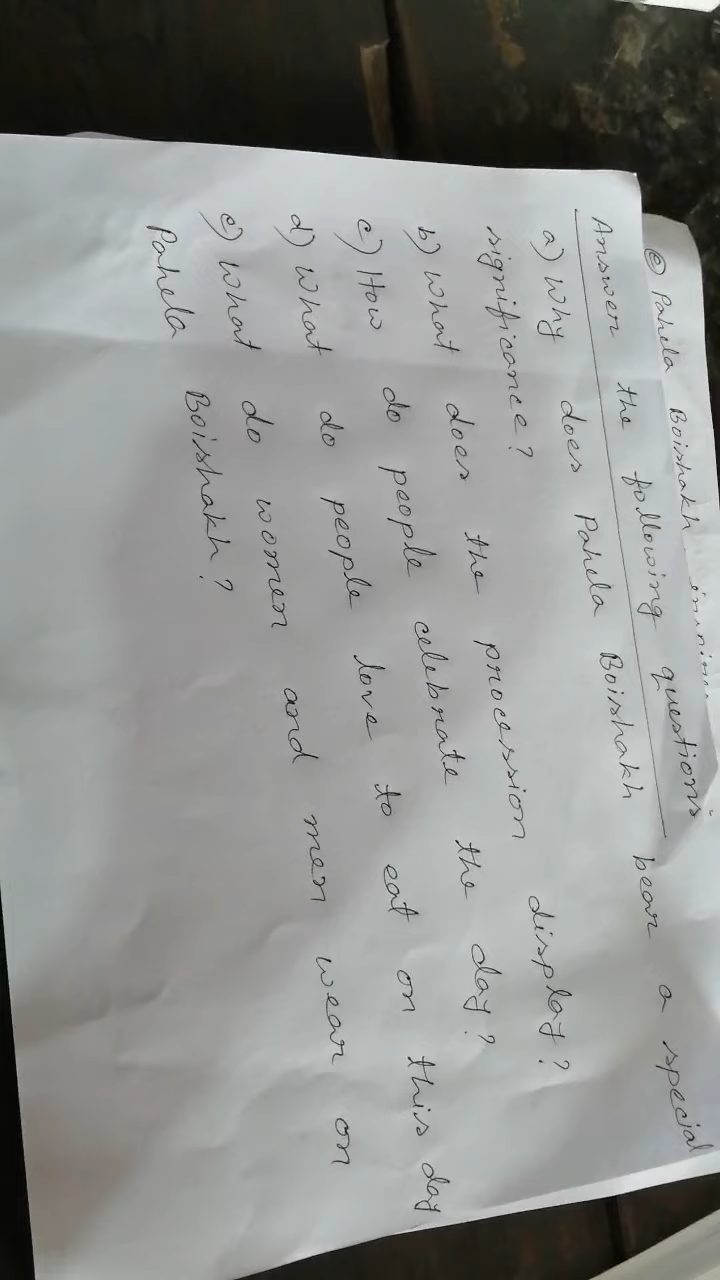 e) Pahela Boishakh
Answer the following questions
a) Why does Pahela Boishakh bear a special
significance?
b) What does the procession display?
c) How do people celebrate the day?
d) What do people love to eat on this day
e) What do women and men wear on
Pahela Boishakh?